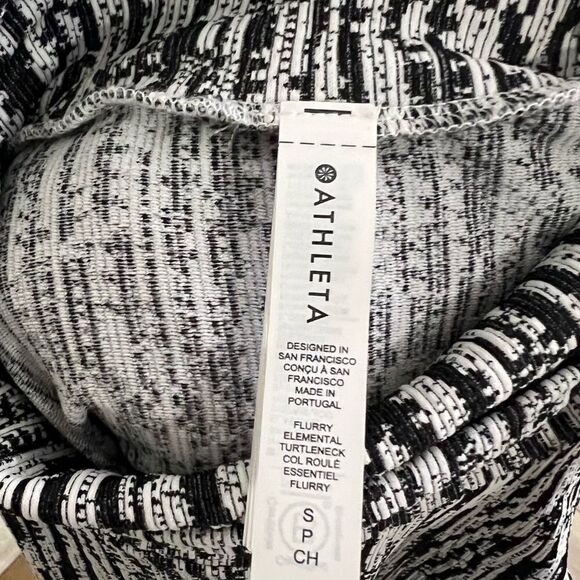 ATHLETA
DESIGNED IN
SAN FRANCISCO
CONÇU À SAN
FRANCISCO
MADE IN
PORTUGAL
FLURRY
ELEMENTAL
TURTLENECK
COL ROULÉ
ESSENTIEL
FLURRY
S
P
CH